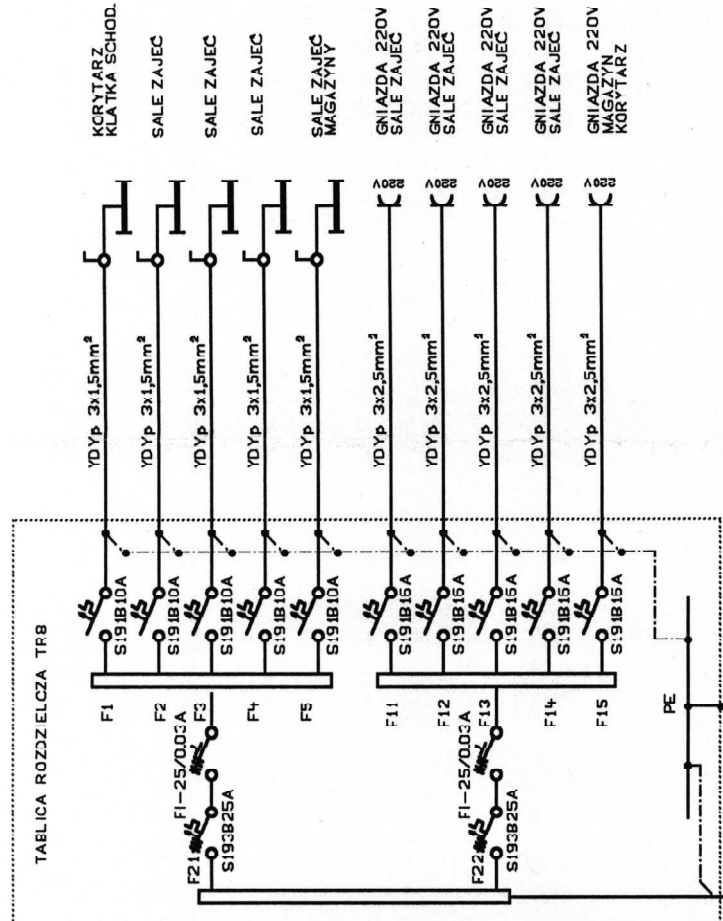 TABLICA ROZDZIELCZA TR8
KORYTARZ
KLATKA SCHOD.
SALE ZAJEĆ
SALE ZAJEĆ
SALE ZAJEĆ
SALE ZAJEĆ
MAGAZYNY
GNIAZDA 220V
SALE ZAJEĆ
GNIAZDA 220V
SALE ZAJEĆ
GNIAZDA 220V
SALE ZAJEĆ
GNIAZDA 220V
SALE ZAJEĆ
GNIAZDA 220V
MAGAZYN
KORYTARZ
220V
220V
220V
220V
220V
YDYp 3x1,5mm²
YDYp 3x1,5mm²
YDYp 3x1,5mm²
YDYp 3x1,5mm²
YDYp 3x1,5mm²
YDYp 3x2,5mm²
YDYp 3x2,5mm²
YDYp 3x2,5mm²
YDYp 3x2,5mm²
YDYp 3x2,5mm²
S191B10A
S191B10A
S191B10A
S191B10A
S191B10A
S191B16A
S191B16A
S191B16A
S191B16A
S191B16A
F1
F2
F3
F4
F5
F11
F12
F13
F14
F15
FI-25/0.03A
FI-25/0.03A
F21
S193B25A
F22
S193B25A
PE